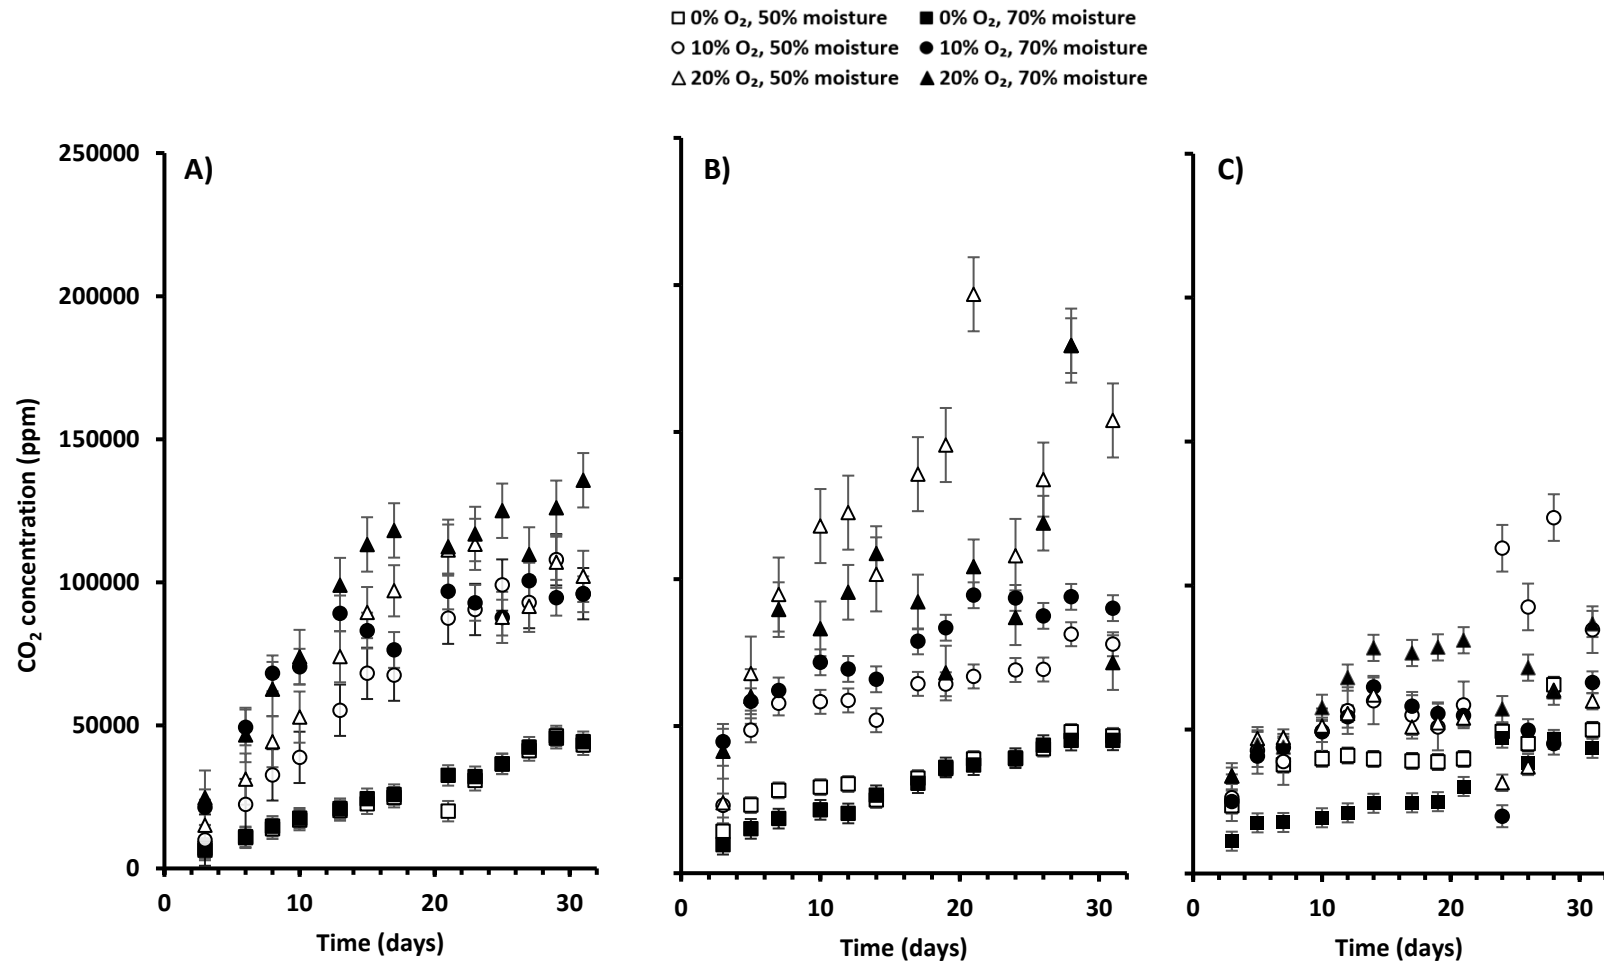 0% O₂, 50% moisture 0% O₂, 70% moisture
10% O₂, 50% moisture 10% O₂, 70% moisture
20% O₂, 50% moisture 20% O₂, 70% moisture
A) B) C)
250000
200000
150000
100000
50000
0
CO₂ concentration (ppm)
0 10 20 30 0 10 20 30 0 10 20 30
Time (days) Time (days) Time (days)